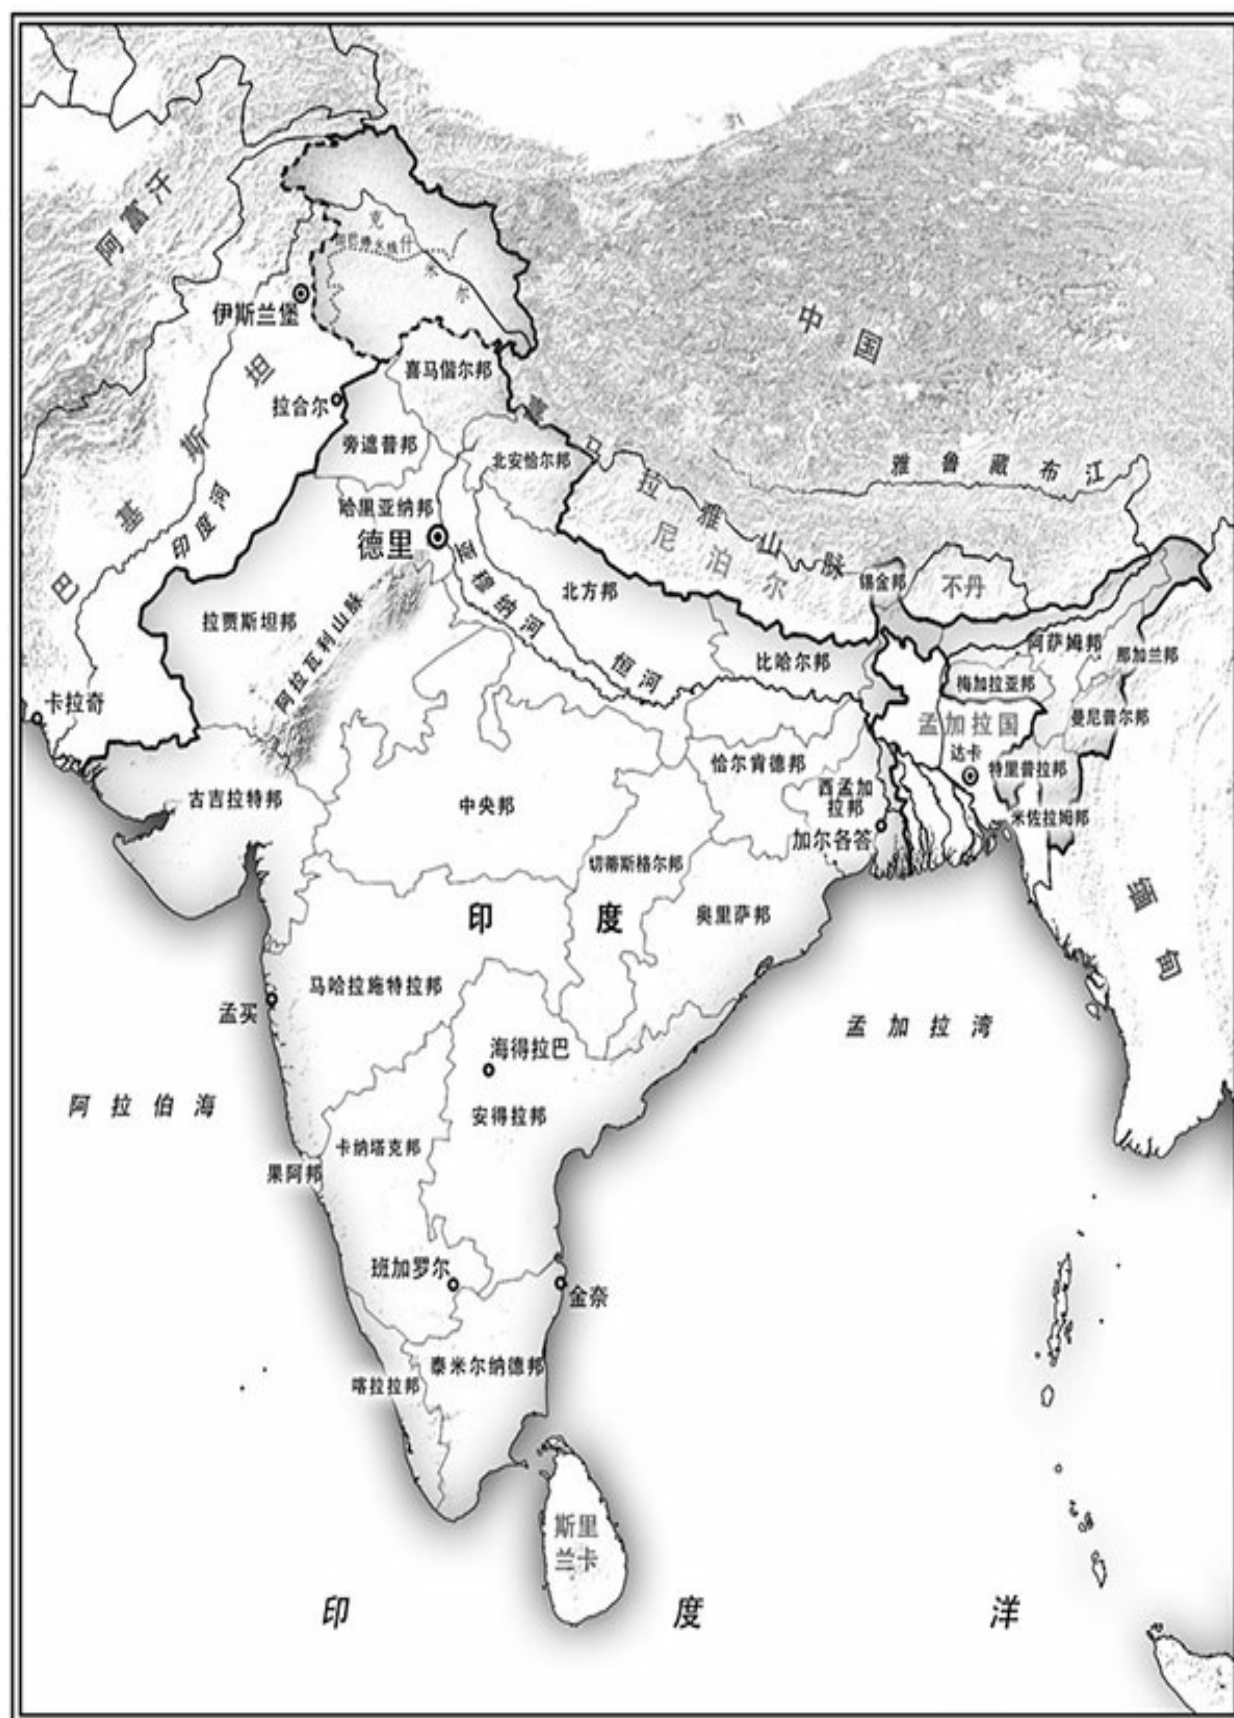 阿富汗
克什米尔
伊斯兰堡
中国
喜马偕尔邦
拉合尔
旁遮普邦
北安恰尔邦
喜马拉雅山脉
雅鲁藏布江
巴基斯坦
印度河
哈里亚纳邦
德里
尼泊尔
亚穆纳河
北方邦
锡金邦
不丹
拉贾斯坦邦
阿拉瓦利山脉
恒河
比哈尔邦
阿萨姆邦
那加兰邦
梅加拉亚邦
卡拉奇
孟加拉国
曼尼普尔邦
达卡
恰尔肯德邦
特里普拉邦
古吉拉特邦
中央邦
西孟加
拉邦
米佐拉姆邦
加尔各答
切蒂斯格尔邦
印度
奥里萨邦
缅甸
马哈拉施特拉邦
孟买
孟加拉湾
海得拉巴
阿拉伯海
安得拉邦
卡纳塔克邦
果阿邦
班加罗尔
金奈
泰米尔纳德邦
喀拉拉邦
斯里
兰卡
印度洋